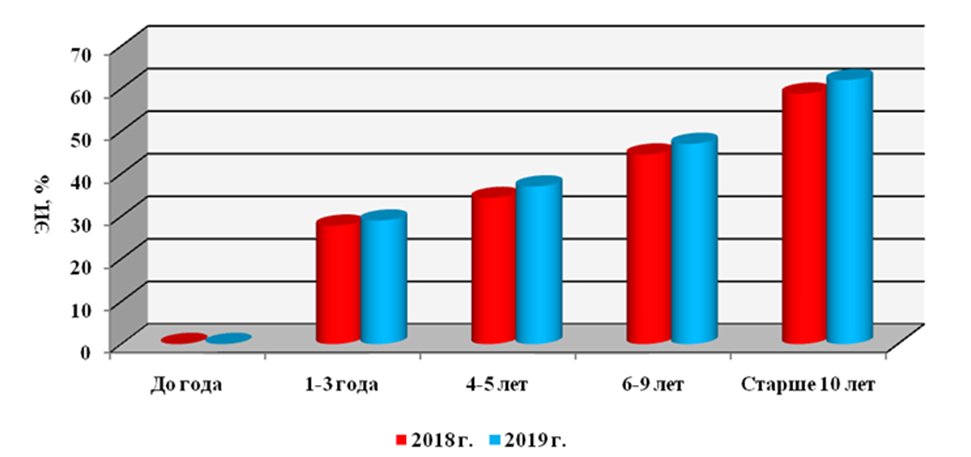 70
60
50
40
30
20
10
0
ЭИ, %
До года
1-3 года
4-5 лет
6-9 лет
Старше 10 лет
2018 г.
2019 г.